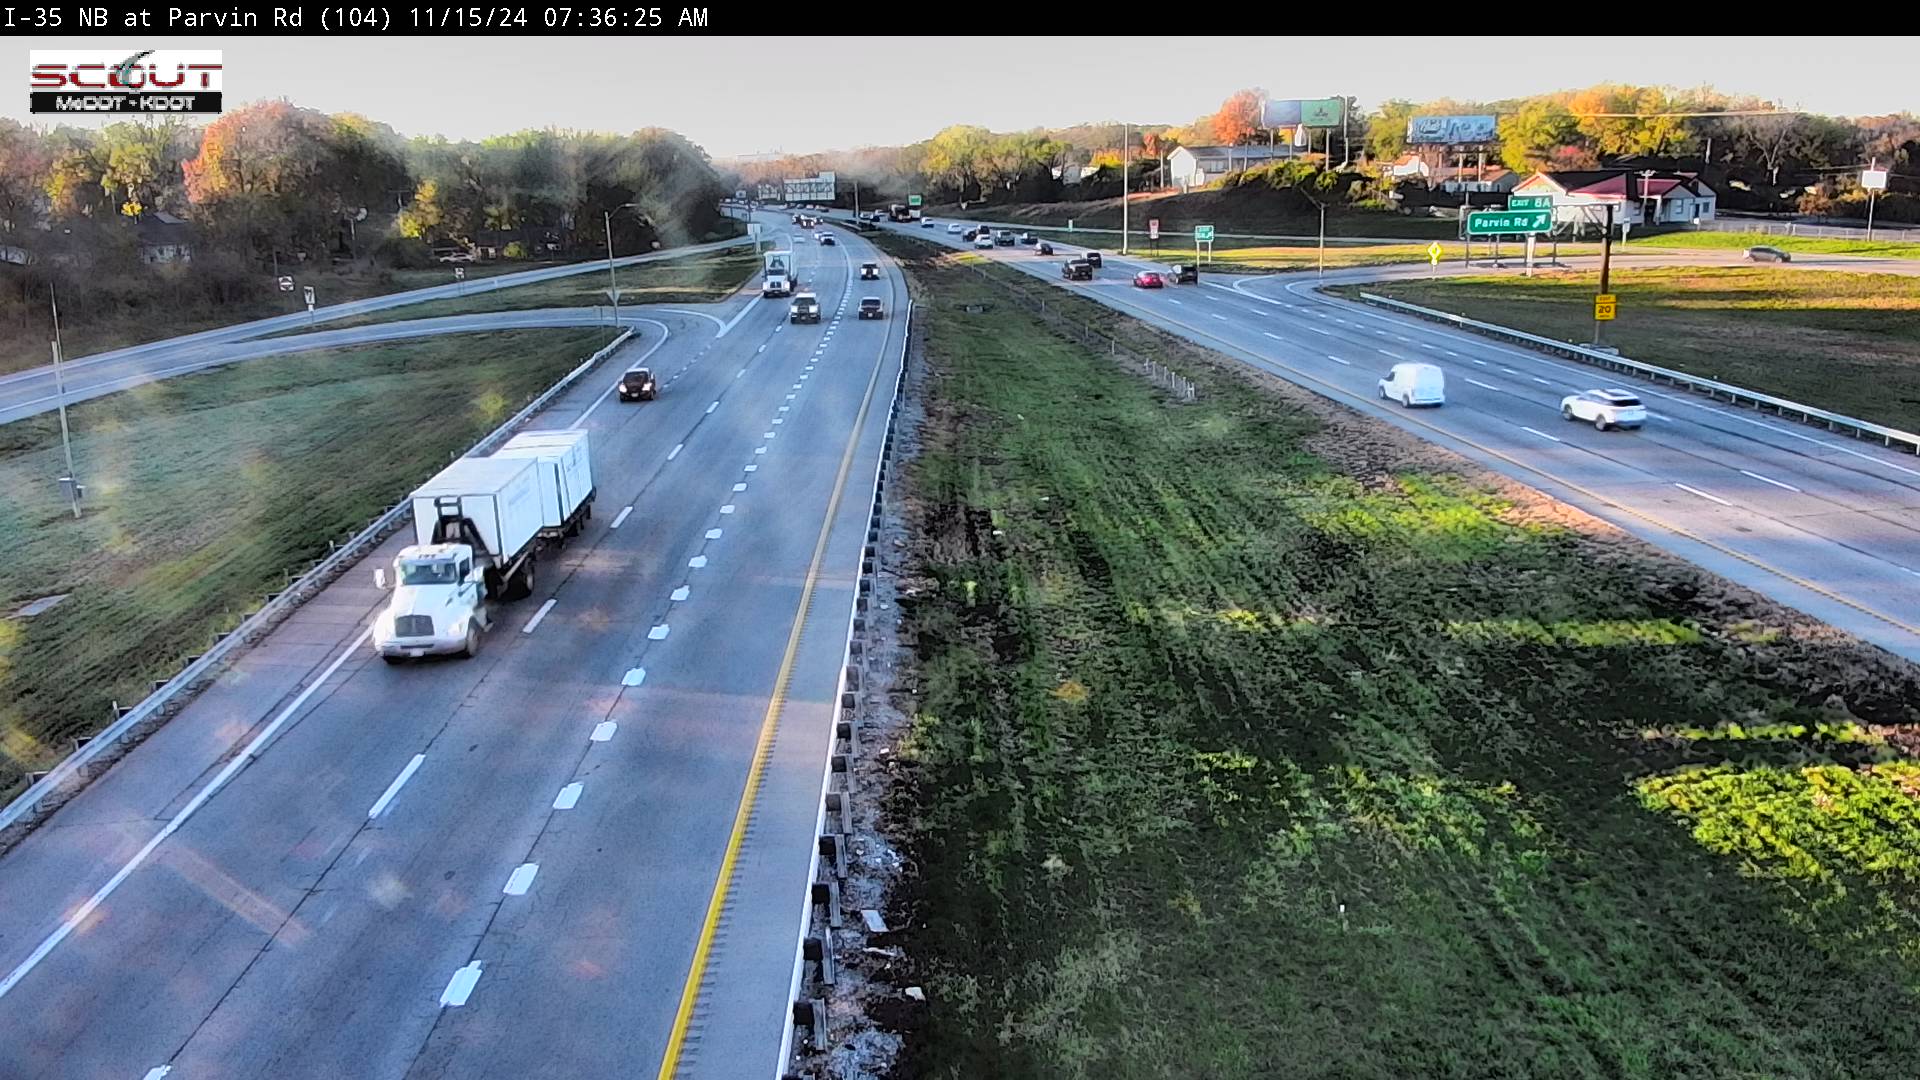 I-35 NB at Parvin Rd (104) 11/15/24 07:36:25 AM
SCOUT
MoDOT - KDOT
EXIT 8A
Parvin Rd
20